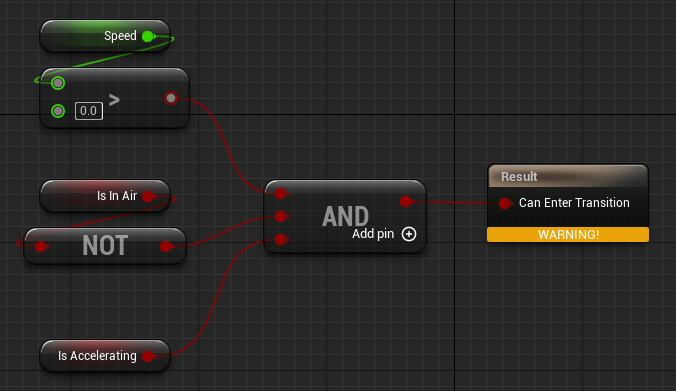 Speed
>
0.0
Is In Air
NOT
AND
Add pin
Result
Can Enter Transition
WARNING!
Is Accelerating